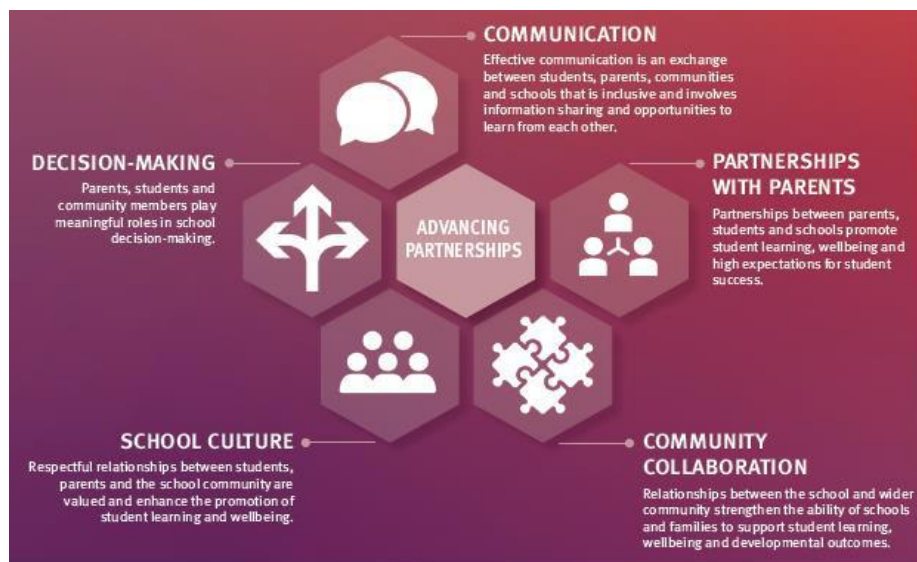 COMMUNICATION
Effective communication is an exchange
between students, parents, communities
and schools that is inclusive and involves
information sharing and opportunities to
learn from each other.
DECISION-MAKING
Parents, students and
community members play
meaningful roles in school
decision-making.
ADVANCING
PARTNERSHIPS
PARTNERSHIPS
WITH PARENTS
Partnerships between parents,
students and schools promote
student learning, wellbeing and
high expectations for student
success.
SCHOOL CULTURE
Respectful relationships between students,
parents and the school community are
valued and enhance the promotion of
student learning and wellbeing.
COMMUNITY
COLLABORATION
Relationships between the school and wider
community strengthen the ability of schools
and families to support student learning,
wellbeing and developmental outcomes.